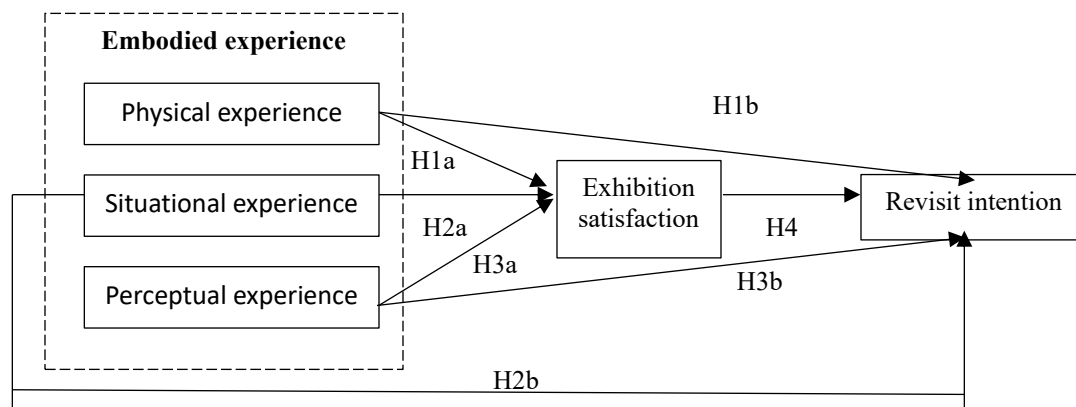 Embodied experience
Physical experience
H1b
H1a
Exhibition
satisfaction
Situational experience
Revisit intention
H2a
H4
H3a
Perceptual experience
H3b
H2b